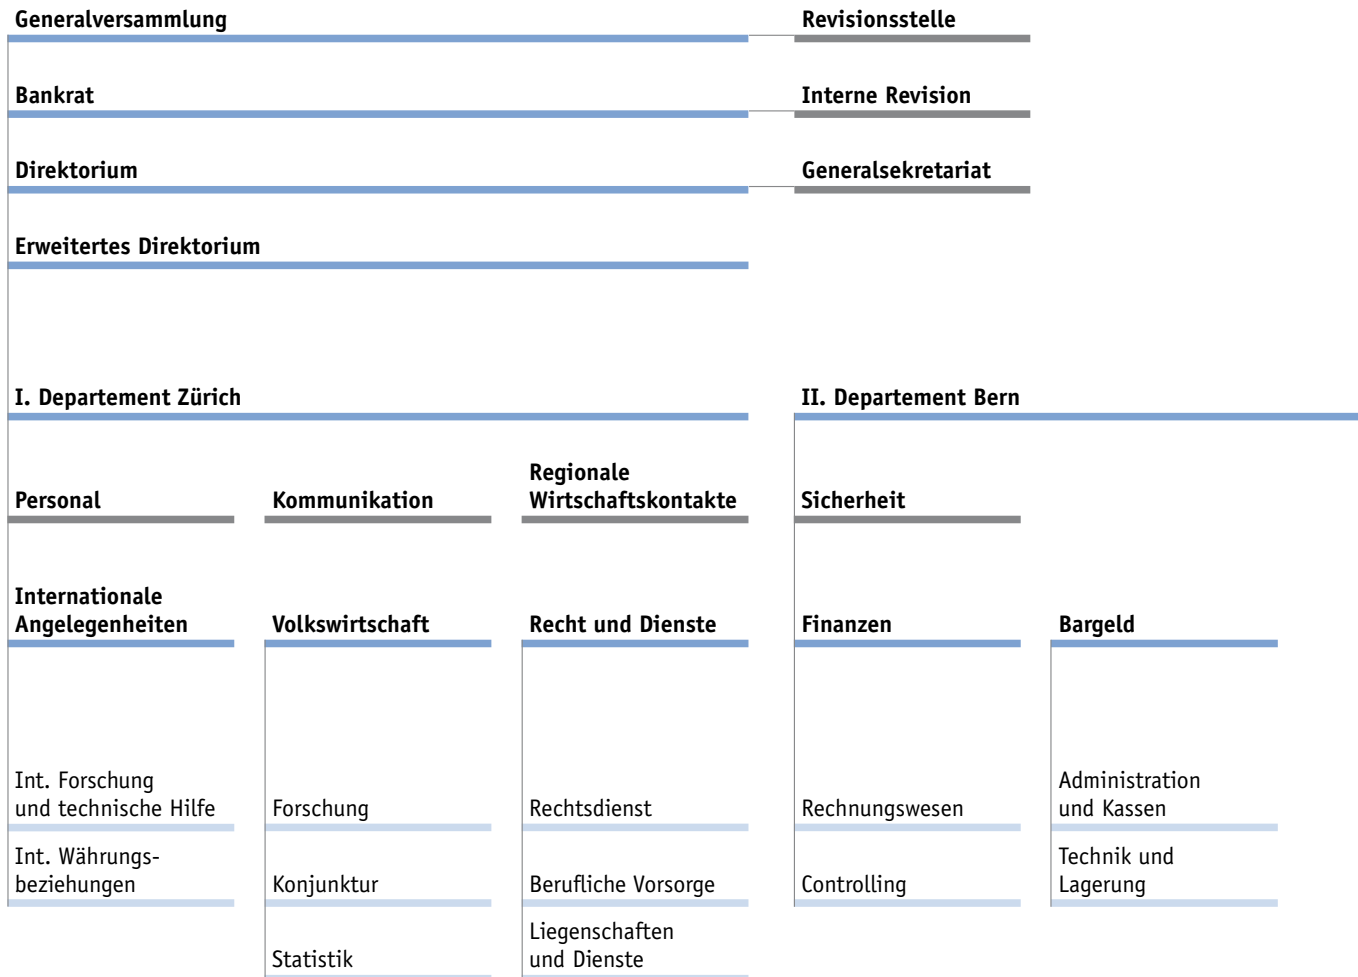 Generalversammlung
Revisionsstelle
Bankrat
Interne Revision
Direktorium
Generalsekretariat
Erweitertes Direktorium
I. Departement Zürich
II. Departement Bern
Personal
Kommunikation
Regionale
Wirtschaftskontakte
Sicherheit
Internationale
Angelegenheiten
Volkswirtschaft
Recht und Dienste
Finanzen
Bargeld
Int. Forschung
und technische Hilfe
Forschung
Rechtsdienst
Rechnungswesen
Administration
und Kassen
Int. Währungs-
beziehungen
Konjunktur
Berufliche Vorsorge
Controlling
Technik und
Lagerung
Statistik
Liegenschaften
und Dienste